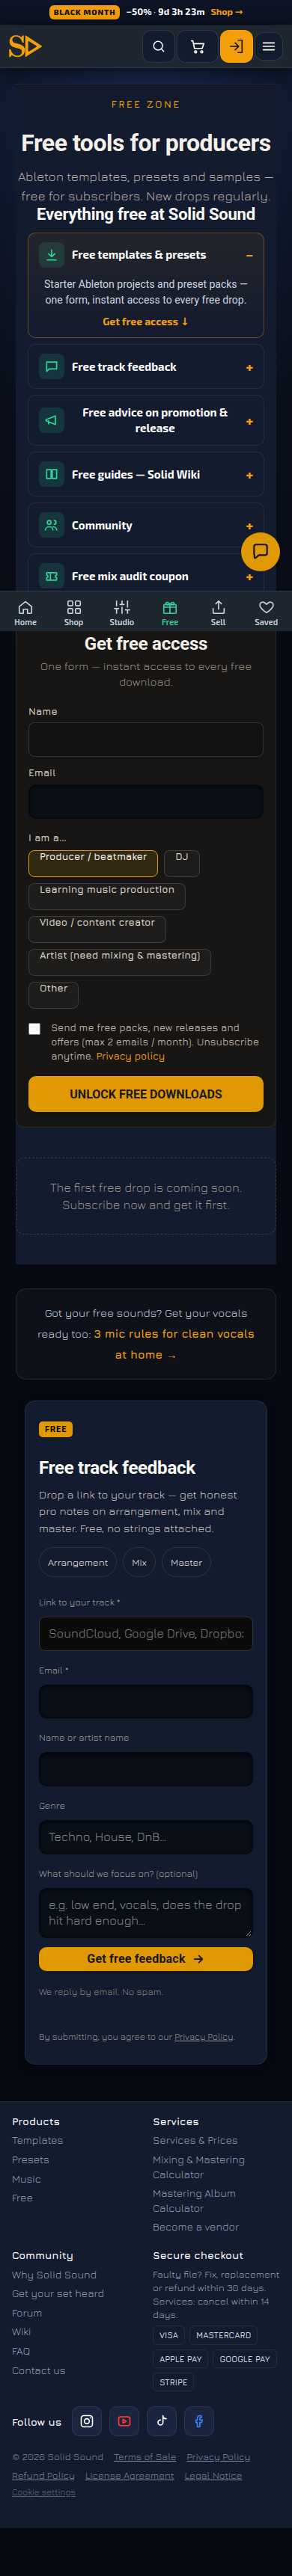 BLACK MONTH −50% · 9d 3h 23m Shop →
FREE ZONE
Free tools for producers
Ableton templates, presets and samples —
free for subscribers. New drops regularly.
Everything free at Solid Sound
Free templates & presets −
Starter Ableton projects and preset packs —
one form, instant access to every free drop.
Get free access ↓
Free track feedback +
Free advice on promotion &
release +
Free guides — Solid Wiki +
Community +
Free mix audit coupon +
Home Shop Studio Free Sell Saved
Get free access
One form — instant access to every free
download.
Name
Email
I am a...
Producer / beatmaker DJ
Learning music production
Video / content creator
Artist (need mixing & mastering)
Other
Send me free packs, new releases and
offers (max 2 emails / month). Unsubscribe
anytime. Privacy policy
UNLOCK FREE DOWNLOADS
The first free drop is coming soon.
Subscribe now and get it first.
Got your free sounds? Get your vocals
ready too: 3 mic rules for clean vocals
at home →
FREE
Free track feedback
Drop a link to your track — get honest
pro notes on arrangement, mix and
master. Free, no strings attached.
Arrangement Mix Master
Link to your track *
SoundCloud, Google Drive, Dropbo
Email *
Name or artist name
Genre
Techno, House, DnB...
What should we focus on? (optional)
e.g. low end, vocals, does the drop
hit hard enough...
Get free feedback →
We reply by email. No spam.
By submitting, you agree to our Privacy Policy.
Products
Templates
Presets
Music
Free
Services
Services & Prices
Mixing & Mastering
Calculator
Mastering Album
Calculator
Become a vendor
Community
Why Solid Sound
Get your set heard
Forum
Wiki
FAQ
Contact us
Secure checkout
Faulty file? Fix, replacement
or refund within 30 days.
Services: cancel within 14
days.
VISA MASTERCARD
APPLE PAY GOOGLE PAY
STRIPE
Follow us
© 2026 Solid Sound Terms of Sale Privacy Policy
Refund Policy License Agreement Legal Notice
Cookie settings